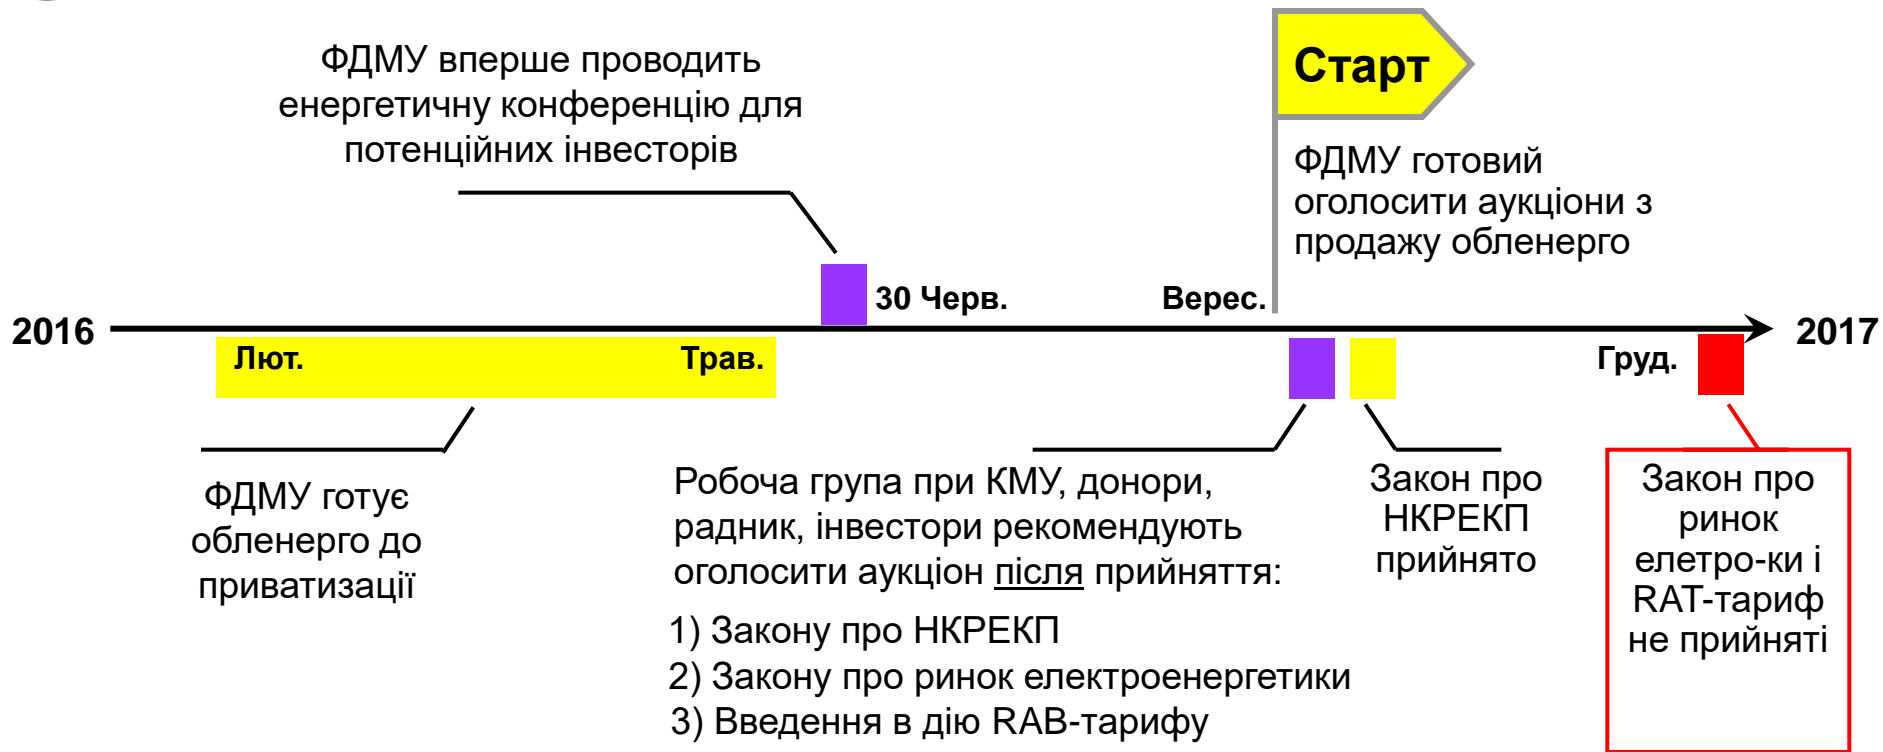 ФДМУ вперше проводить
енергетичну конференцію для
потенційних інвесторів
Старт
ФДМУ готовий
оголосити аукціони з
продажу обленерго
30 Черв.
Верес.
2016
2017
Лют.
Трав.
Груд.
ФДМУ готує
обленерго до
приватизації
Робоча група при КМУ, донори,
радник, інвестори рекомендують
оголосити аукціон після прийняття:
1) Закону про НКРЕКП
2) Закону про ринок електроенергетики
3) Введення в дію RAB-тарифу
Закон про
НКРЕКП
прийнято
Закон про
ринок
елетро-ки і
RAT-тариф
не прийняті